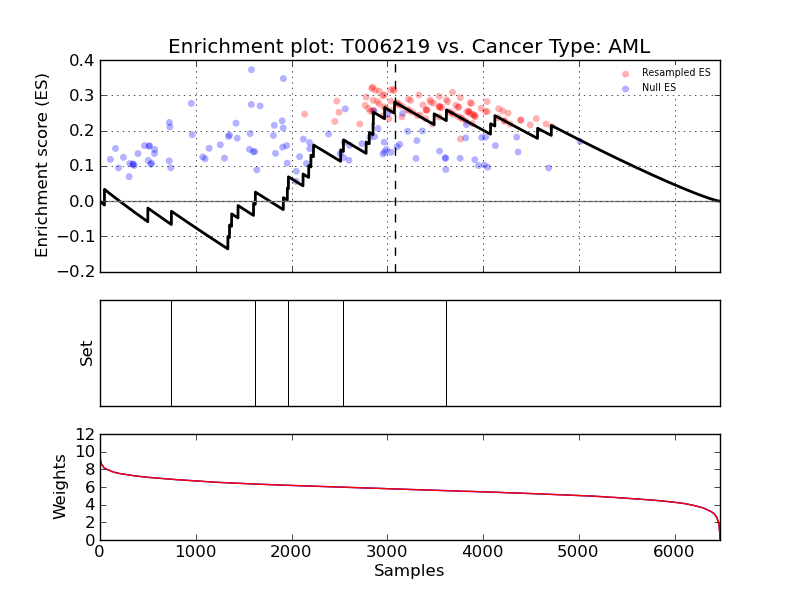 Enrichment plot: T006219 vs. Cancer Type: AML
Enrichment score (ES)
0.4
0.3
0.2
0.1
0.0
−0.1
−0.2
Resampled ES
Null ES
Set
Weights
12
10
8
6
4
2
0
0 1000 2000 3000 4000 5000 6000
Samples